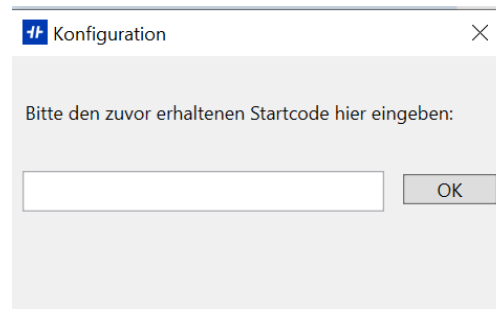 Konfiguration
Bitte den zuvor erhaltenen Startcode hier eingeben:
OK